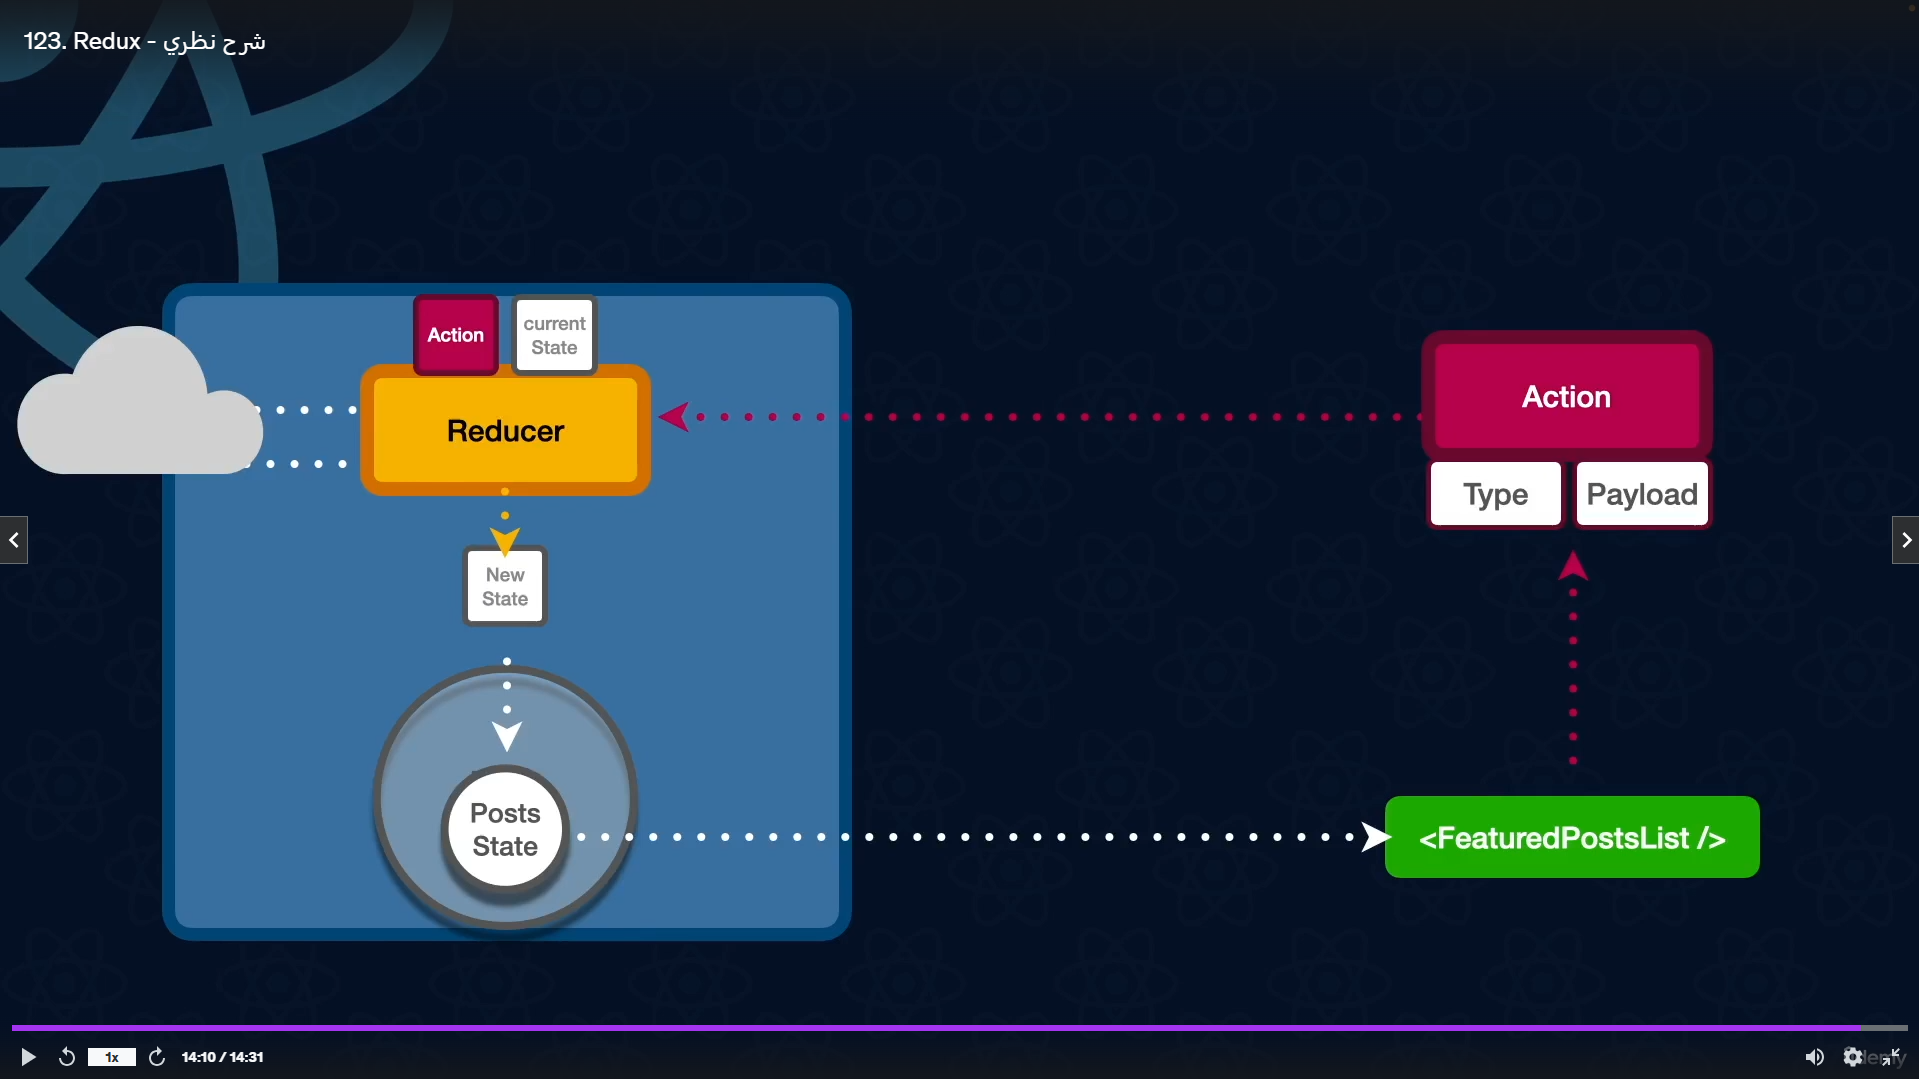 123. Redux - شرح نظري
Action
current
State
Reducer
New
State
Posts
State
Action
Type
Payload
<FeaturedPostsList />
1x
14:10 / 14:31